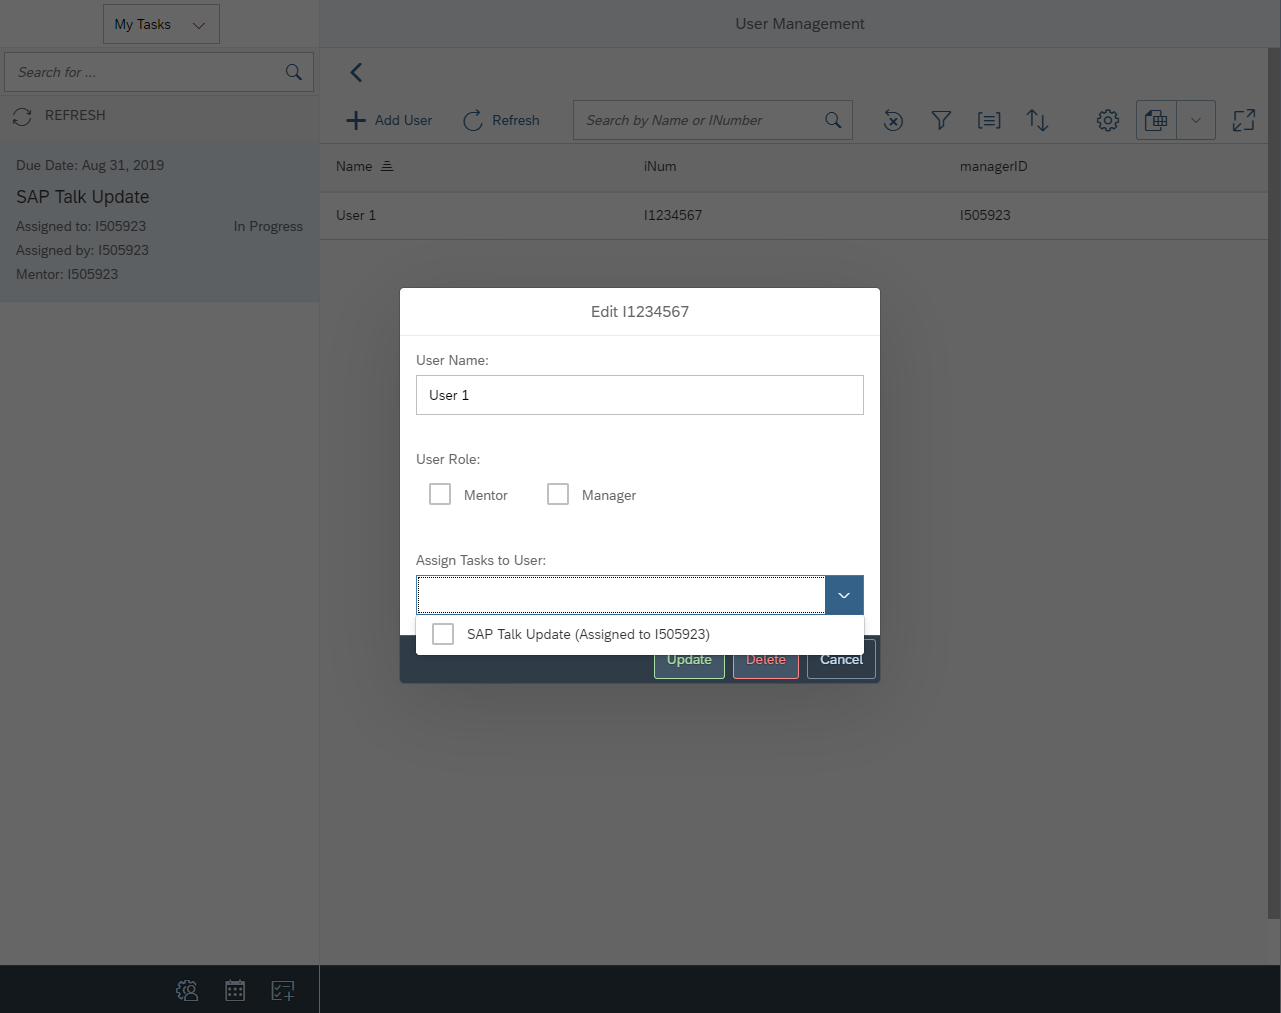 My Tasks
User Management
Search for ...
REFRESH
Add User
Refresh
Search by Name or INumber
Due Date: Aug 31, 2019
SAP Talk Update
Assigned to: I505923
In Progress
Assigned by: I505923
Mentor: I505923
Name
iNum
managerID
User 1
I1234567
I505923
Edit I1234567
User Name:
User 1
User Role:
Mentor
Manager
Assign Tasks to User:
SAP Talk Update (Assigned to I505923)
Update
Delete
Cancel